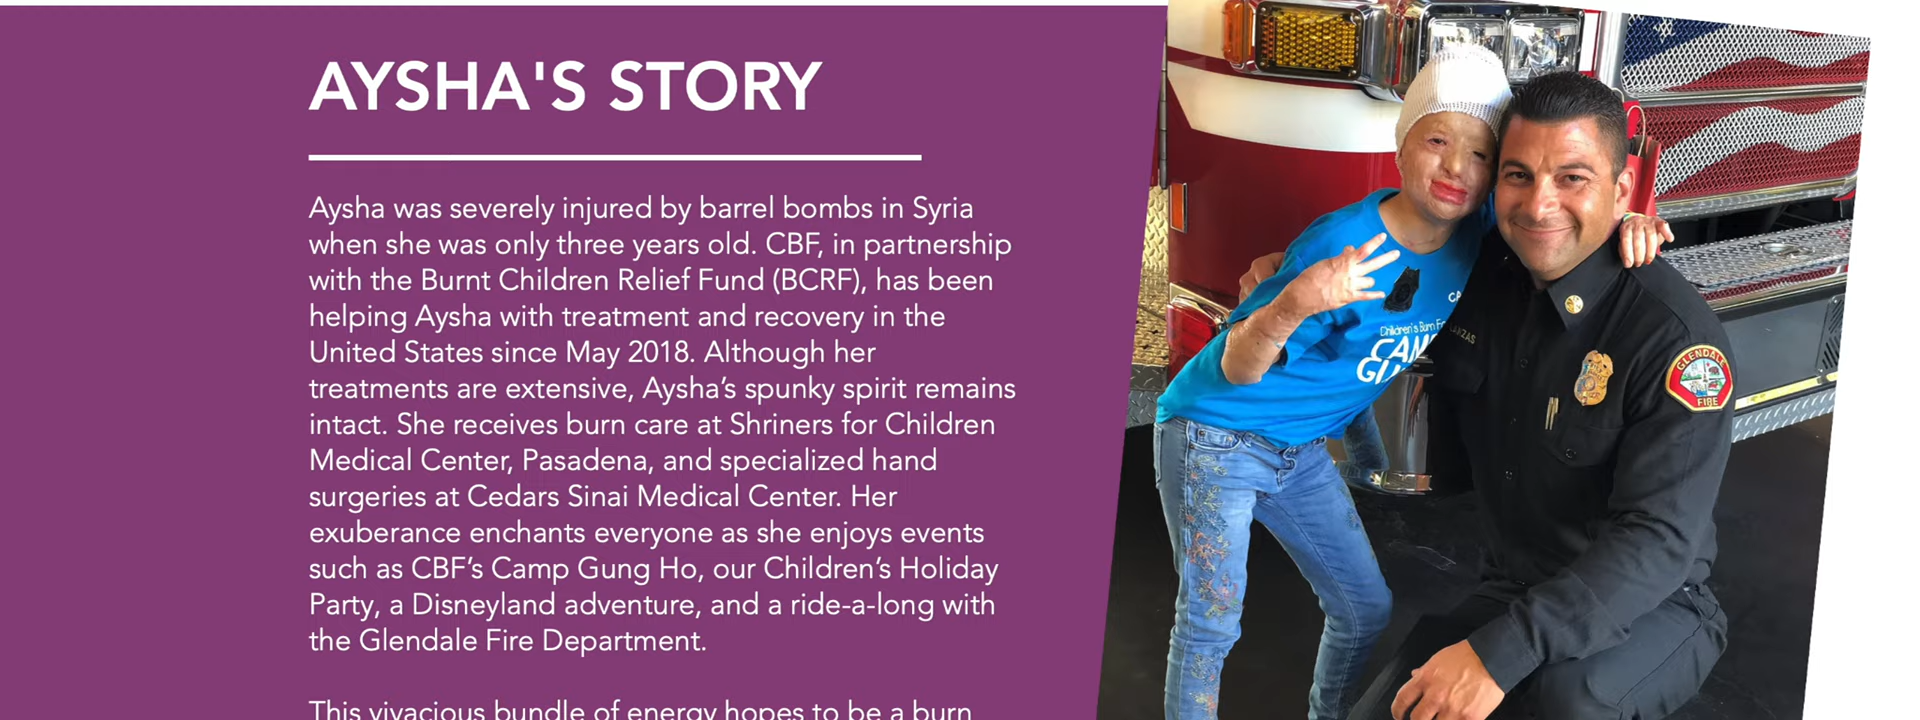 AYSHA'S STORY
Aysha was severely injured by barrel bombs in Syria
when she was only three years old. CBF, in partnership
with the Burnt Children Relief Fund (BCRF), has been
helping Aysha with treatment and recovery in the
United States since May 2018. Although her
treatments are extensive, Aysha’s spunky spirit remains
intact. She receives burn care at Shriners for Children
Medical Center, Pasadena, and specialized hand
surgeries at Cedars Sinai Medical Center. Her
exuberance enchants everyone as she enjoys events
such as CBF’s Camp Gung Ho, our Children’s Holiday
Party, a Disneyland adventure, and a ride-a-long with
the Glendale Fire Department.
This vivacious bundle of energy hopes to be a burn
Children's Burn
GLENDALE
FIRE